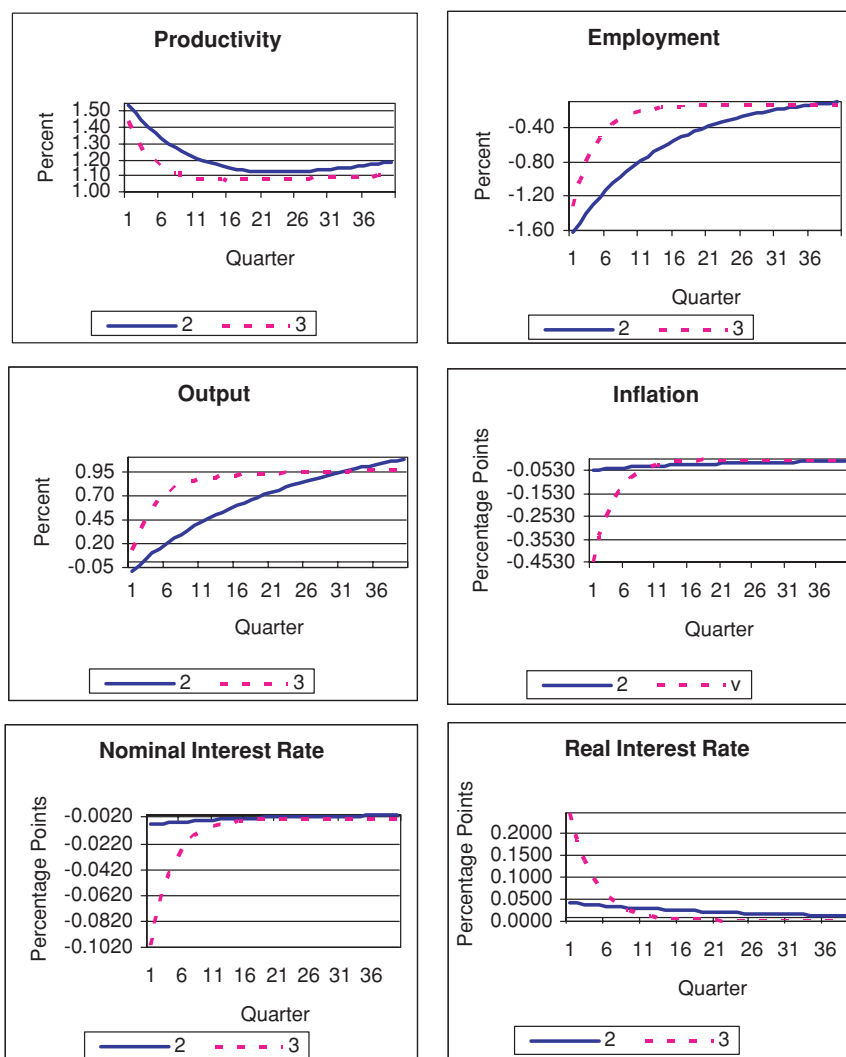 Productivity
Percent
1.50
1.40
1.30
1.20
1.10
1.00
1 6 11 16 21 26 31 36
Quarter
2 3
Employment
Percent
-0.40
-0.80
-1.20
-1.60
1 6 11 16 21 26 31 36
Quarter
2 3
Output
Percent
0.95
0.70
0.45
0.20
-0.05
1 6 11 16 21 26 31 36
Quarter
2 3
Inflation
Percentage Points
-0.0530
-0.1530
-0.2530
-0.3530
-0.4530
1 6 11 16 21 26 31 36
Quarter
2 v
Nominal Interest Rate
Percentage Points
-0.0020
-0.0220
-0.0420
-0.0620
-0.0820
-0.1020
1 6 11 16 21 26 31 36
Quarter
2 3
Real Interest Rate
Percentage Points
0.2000
0.1500
0.1000
0.0500
0.0000
1 6 11 16 21 26 31 36
Quarter
2 3